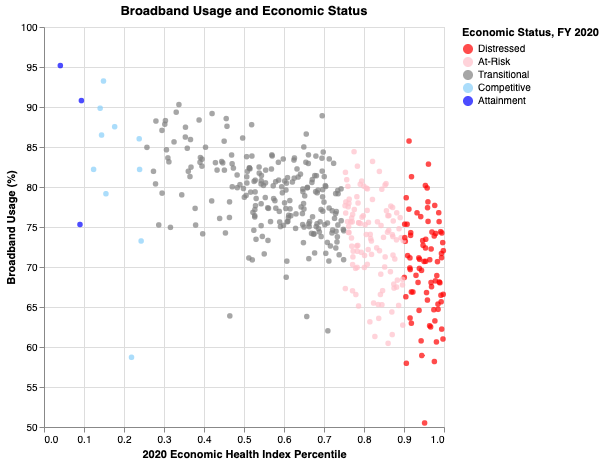 Broadband Usage and Economic Status
Economic Status, FY 2020
Distressed
At-Risk
Transitional
Competitive
Attainment
Broadband Usage (%)
100
95
90
85
80
75
70
65
60
55
50
0.0 0.1 0.2 0.3 0.4 0.5 0.6 0.7 0.8 0.9 1.0
2020 Economic Health Index Percentile